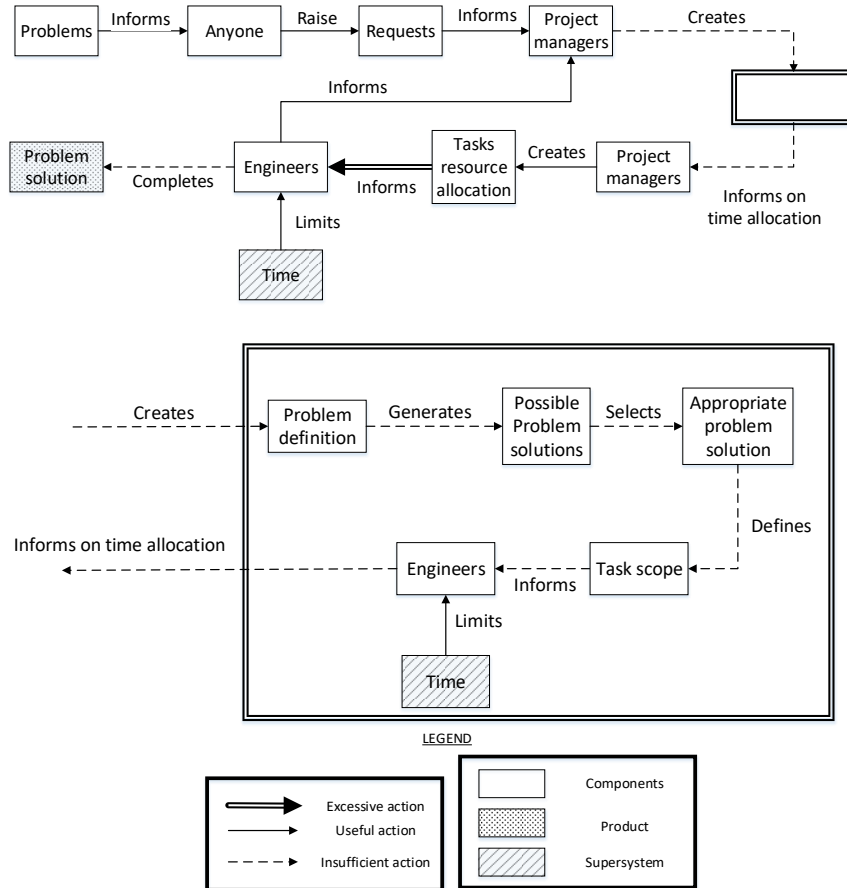 Problems
Informs
Anyone
Raise
Requests
Informs
Project
managers
Creates
Informs
Problem
solution
Completes
Engineers
Informs
Tasks
resource
allocation
Creates
Project
managers
Informs on
time allocation
Limits
Time
Creates
Problem
definition
Generates
Possible
Problem
solutions
Selects
Appropriate
problem
solution
Defines
Informs on time allocation
Engineers
Informs
Task scope
Limits
Time
LEGEND
Excessive action
Useful action
Insufficient action
Components
Product
Supersystem